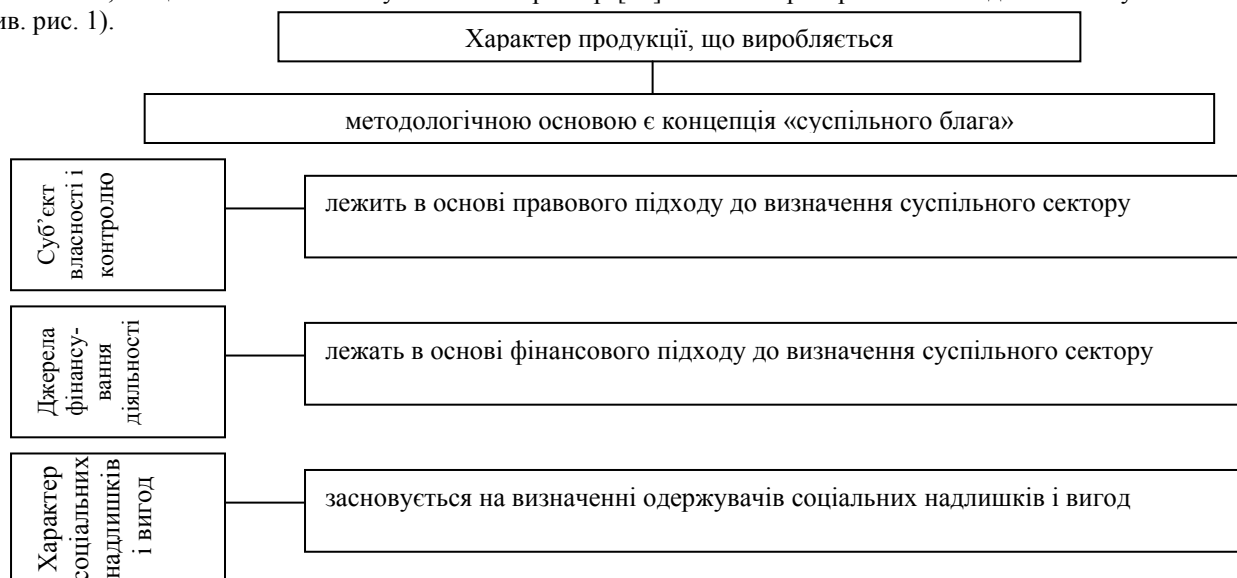 ив. рис. 1).
Характер продукції, що виробляється
методологічною основою є концепція «суспільного блага»
Суб’єкт
власності і
контролю
лежить в основі правового підходу до визначення суспільного сектору
Джерела
фінансу-
вання
діяльності
лежать в основі фінансового підходу до визначення суспільного сектору
Характер
соціальних
надлишків
і вигод
засновується на визначенні одержувачів соціальних надлишків і вигод